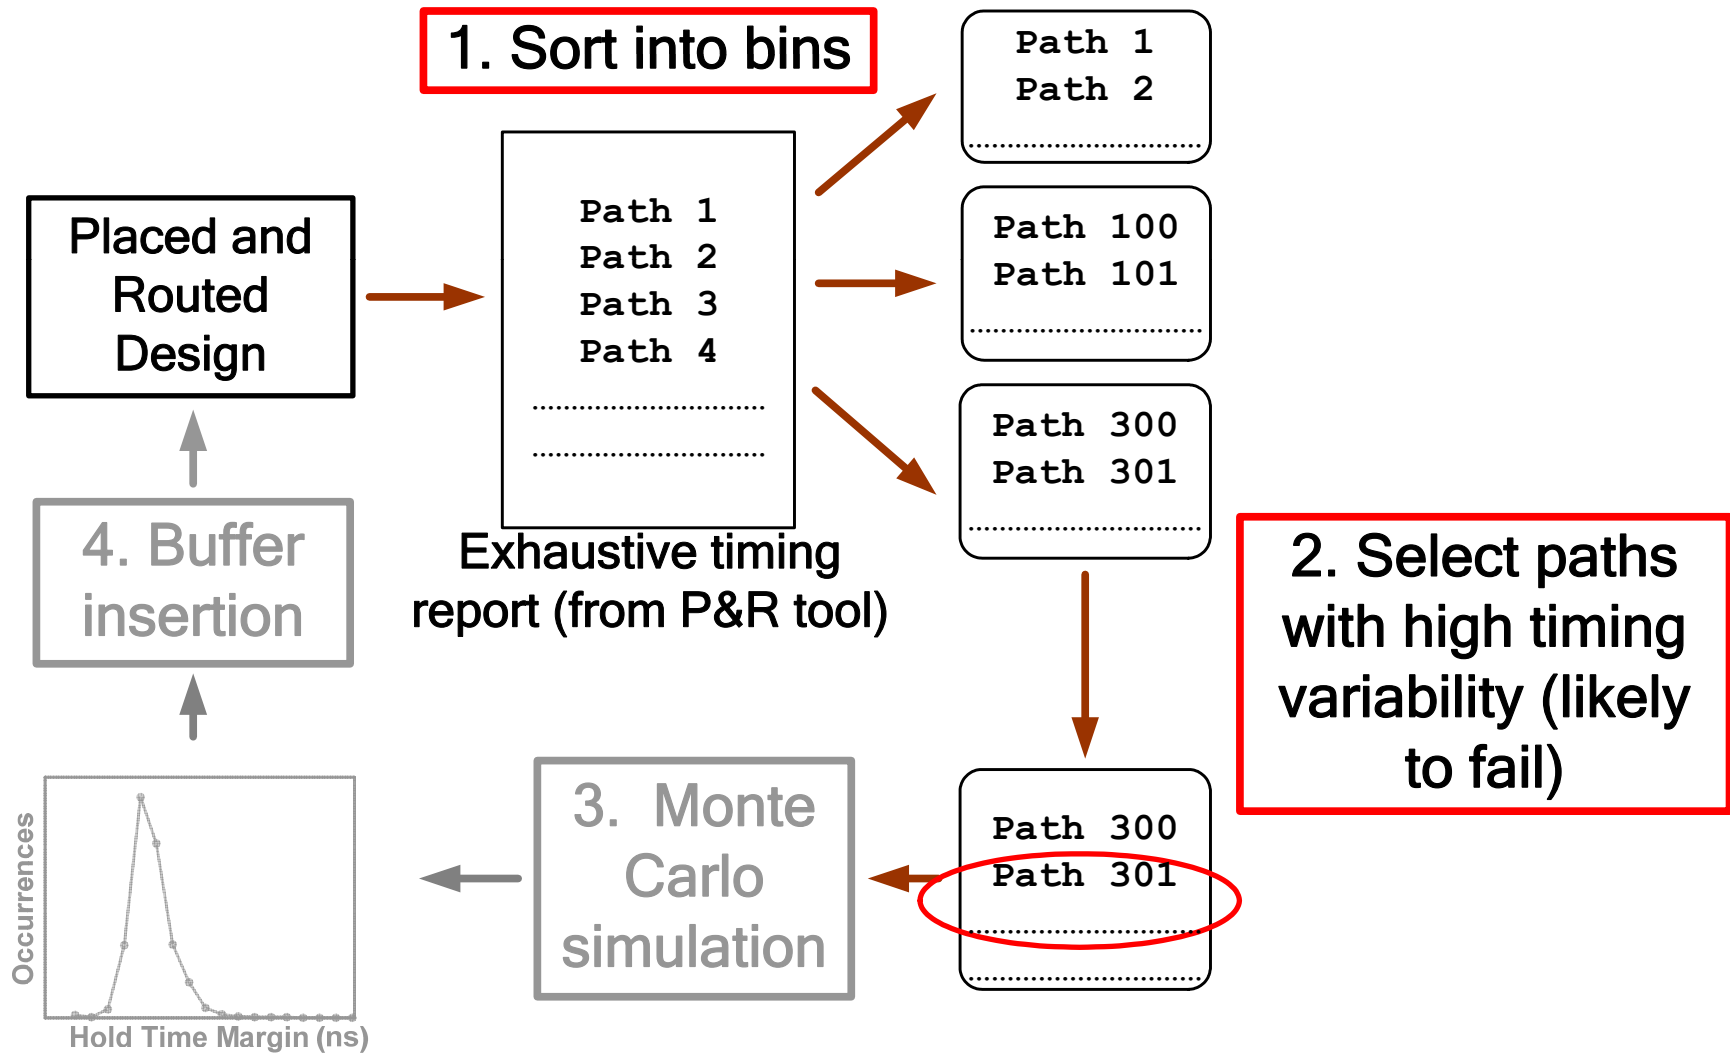 1. Sort into bins
Path 1
Path 2
Path 1
Path 2
Path 3
Path 4
Placed and
Routed
Design
Path 100
Path 101
Path 300
Path 301
Exhaustive timing
report (from P&R tool)
2. Select paths
with high timing
variability (likely
to fail)
4. Buffer
insertion
Path 300
Path 301
3. Monte
Carlo
simulation
Occurrences
Hold Time Margin (ns)